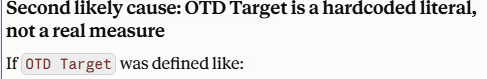 Second likely cause: OTD Target is a hardcoded literal,
not a real measure
If OTD Target was defined like: